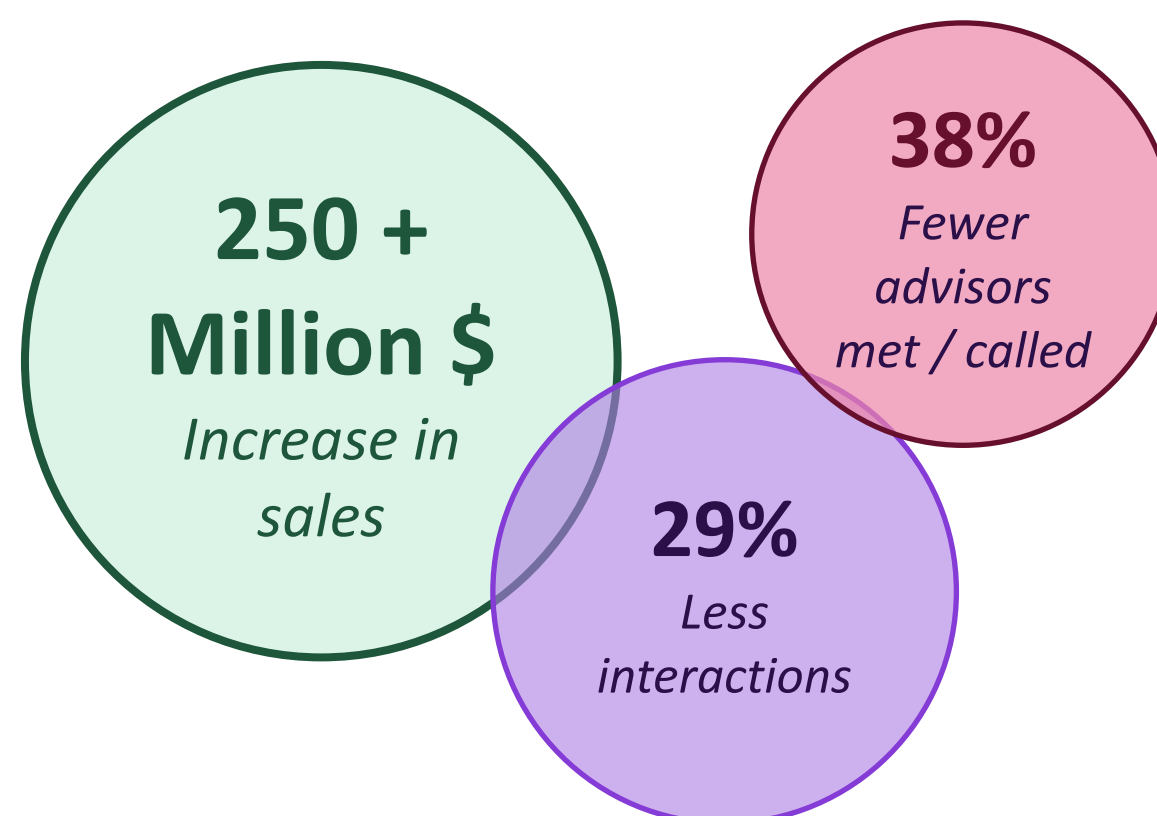 250 +
Million $
Increase in
sales
38%
Fewer
advisors
met / called
29%
Less
interactions